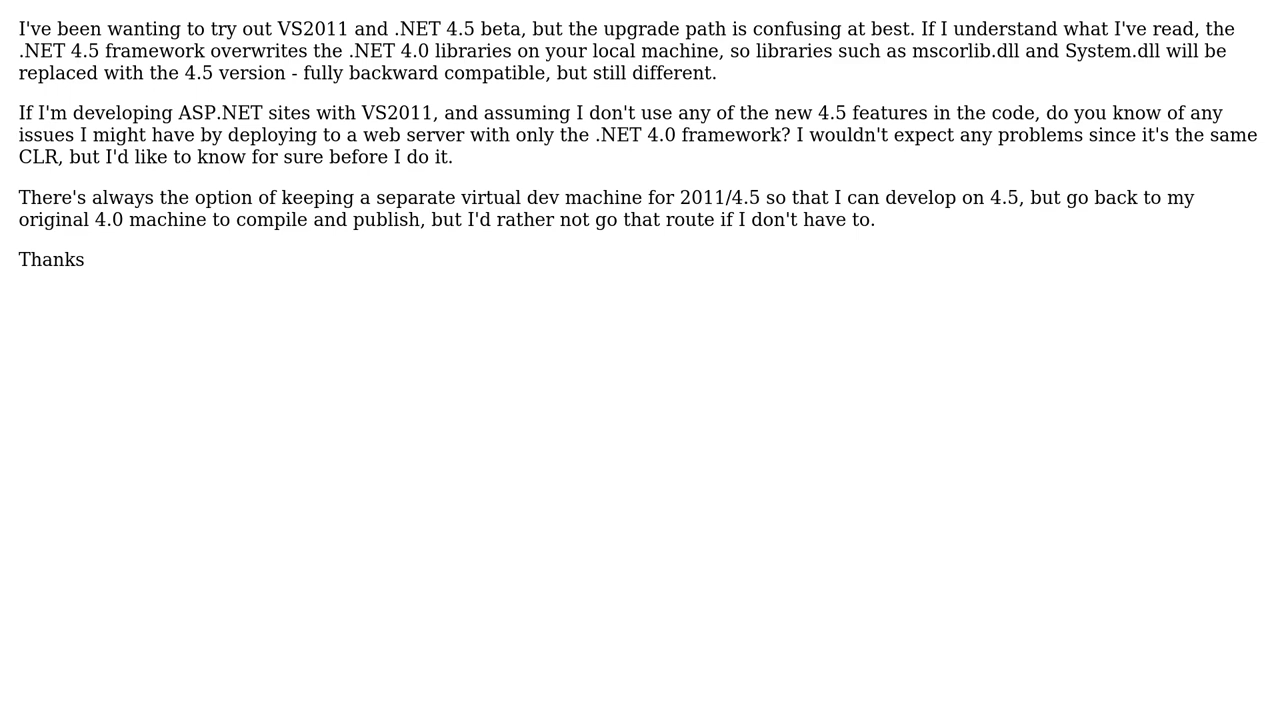 I've been wanting to try out VS2011 and .NET 4.5 beta, but the upgrade path is confusing at best. If I understand what I've read, the
.NET 4.5 framework overwrites the .NET 4.0 libraries on your local machine, so libraries such as mscorlib.dll and System.dll will be
replaced with the 4.5 version - fully backward compatible, but still different.
If I'm developing ASP.NET sites with VS2011, and assuming I don't use any of the new 4.5 features in the code, do you know of any
issues I might have by deploying to a web server with only the .NET 4.0 framework? I wouldn't expect any problems since it's the same
CLR, but I'd like to know for sure before I do it.
There's always the option of keeping a separate virtual dev machine for 2011/4.5 so that I can develop on 4.5, but go back to my
original 4.0 machine to compile and publish, but I'd rather not go that route if I don't have to.
Thanks